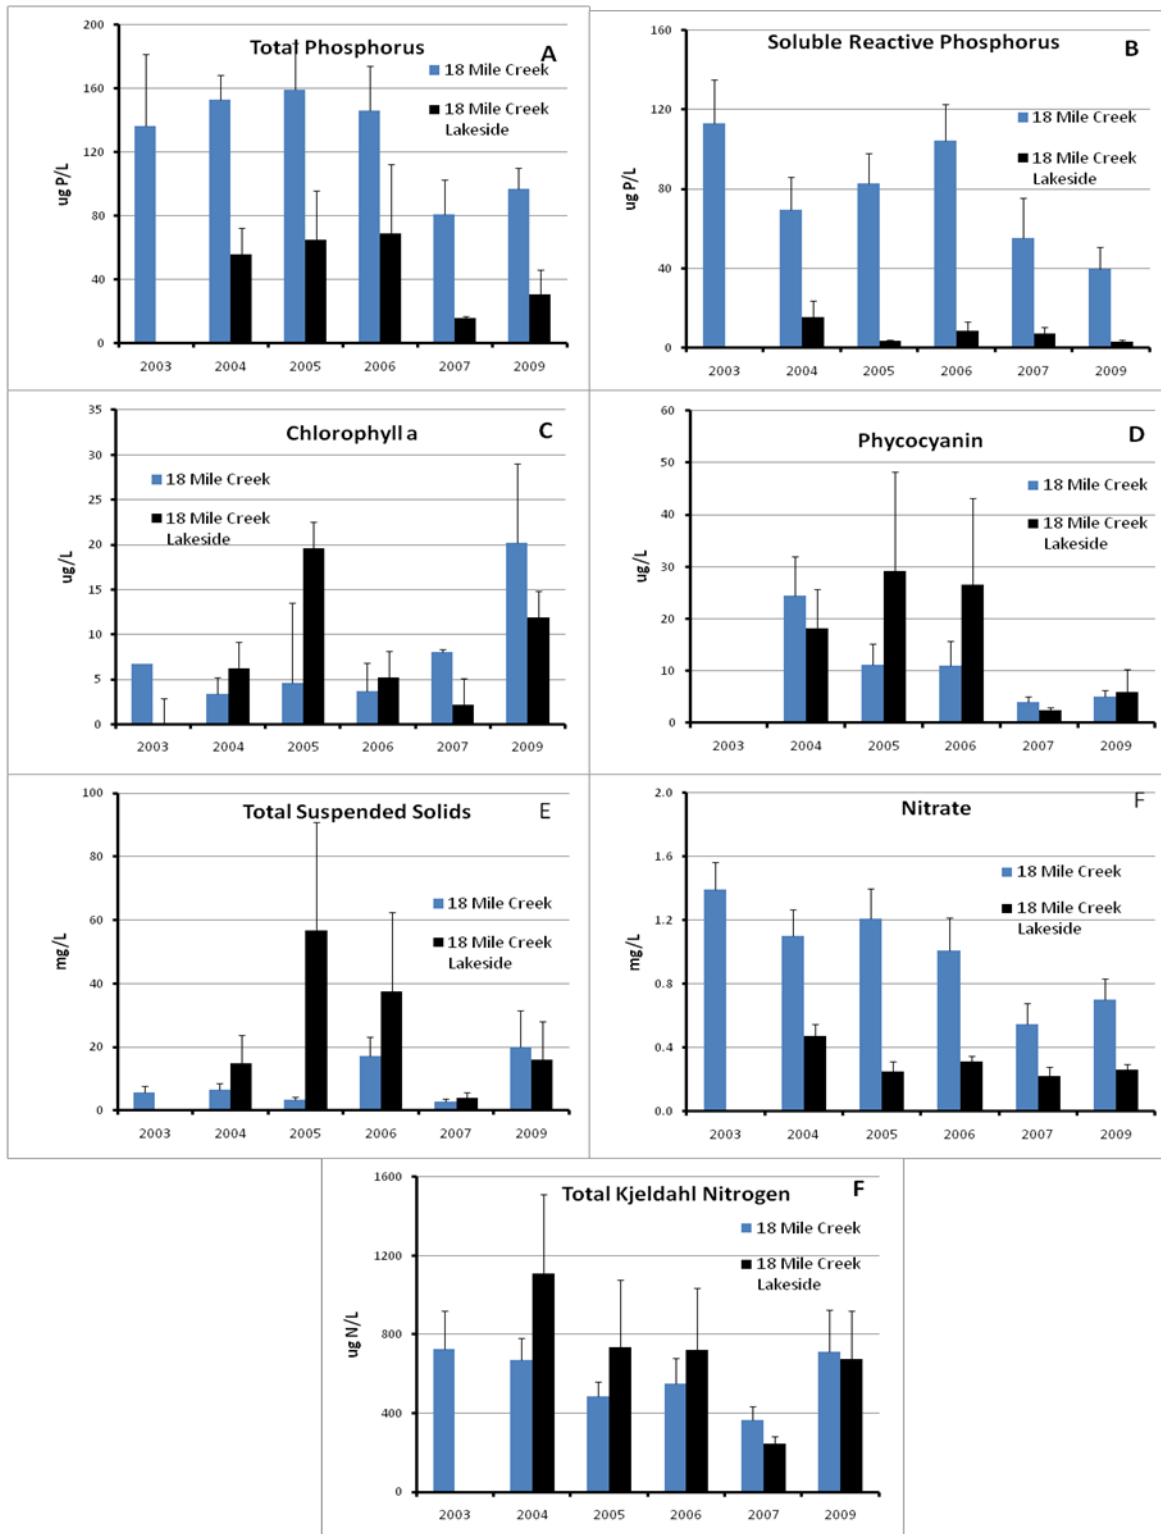 Total Phosphorus
A
18 Mile Creek
18 Mile Creek
Lakeside
ug P/L
200
160
120
80
40
0
2003 2004 2005 2006 2007 2009
Soluble Reactive Phosphorus
B
18 Mile Creek
18 Mile Creek
Lakeside
ug P/L
160
120
80
40
0
2003 2004 2005 2006 2007 2009
Chlorophyll a
C
18 Mile Creek
18 Mile Creek
Lakeside
ug/L
35
30
25
20
15
10
5
0
2003 2004 2005 2006 2007 2009
Phycocyanin
D
18 Mile Creek
18 Mile Creek
Lakeside
ug/L
60
50
40
30
20
10
0
2003 2004 2005 2006 2007 2009
Total Suspended Solids
E
18 Mile Creek
18 Mile Creek
Lakeside
mg/L
100
80
60
40
20
0
2003 2004 2005 2006 2007 2009
Nitrate
F
18 Mile Creek
18 Mile Creek
Lakeside
mg/L
2.0
1.6
1.2
0.8
0.4
0.0
2003 2004 2005 2006 2007 2009
Total Kjeldahl Nitrogen
F
18 Mile Creek
18 Mile Creek
Lakeside
ug N/L
1600
1200
800
400
0
2003 2004 2005 2006 2007 2009